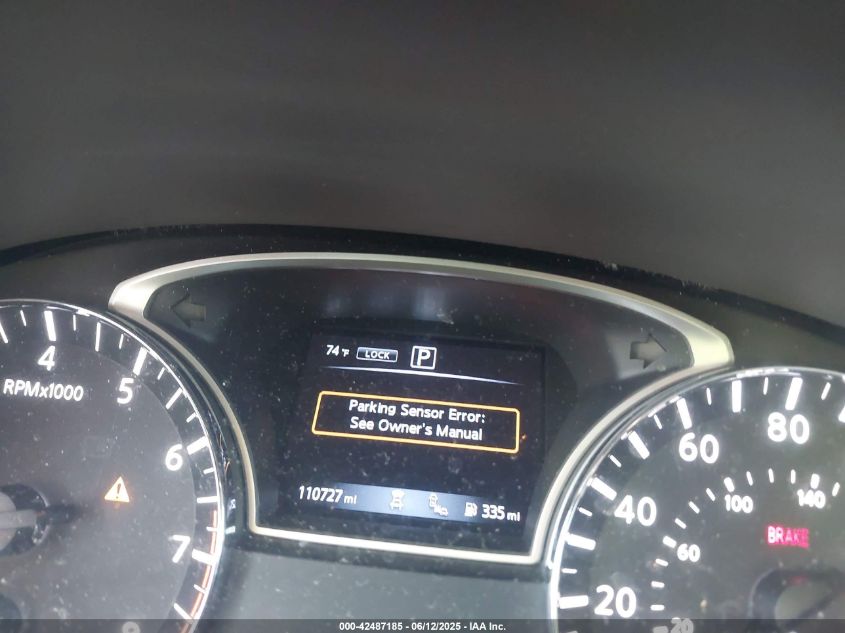 74 °F LOCK P
Parking Sensor Error:
See Owner's Manual
110727 mi 335 mi
4
RPMx1000 5
6
7
80
60
40
20
140
100
60
20
BRAKE
000-42487185 - 06/12/2025 - IAA Inc.